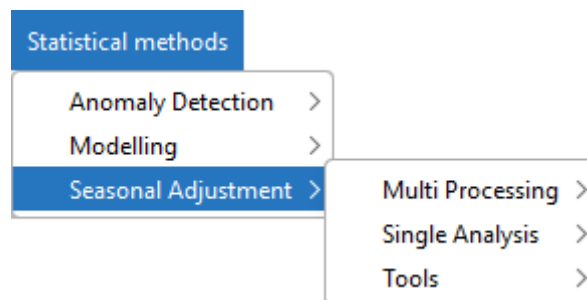 Statistical methods
Anomaly Detection
Modelling
Seasonal Adjustment
Multi Processing
Single Analysis
Tools